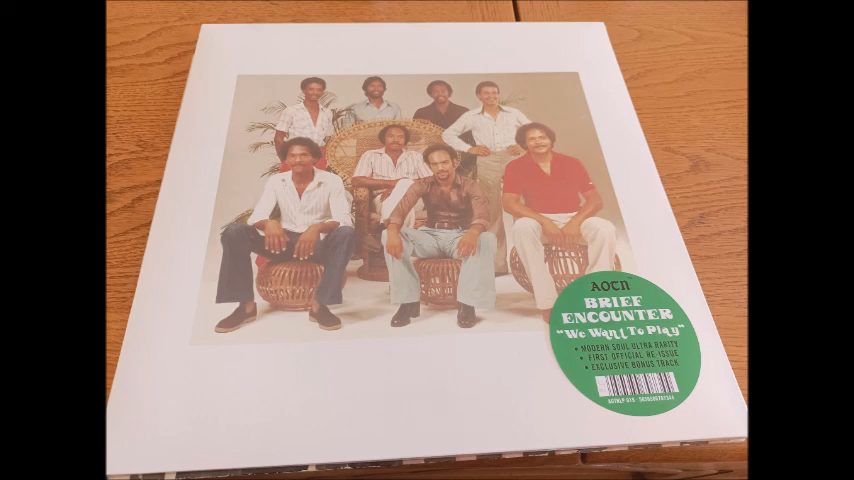 AOTN
BRIEF
ENCOUNTER
"We Want To Play"
• MODERN SOUL ULTRA RARITY
• FIRST OFFICIAL RE-ISSUE
• EXCLUSIVE BONUS TRACK